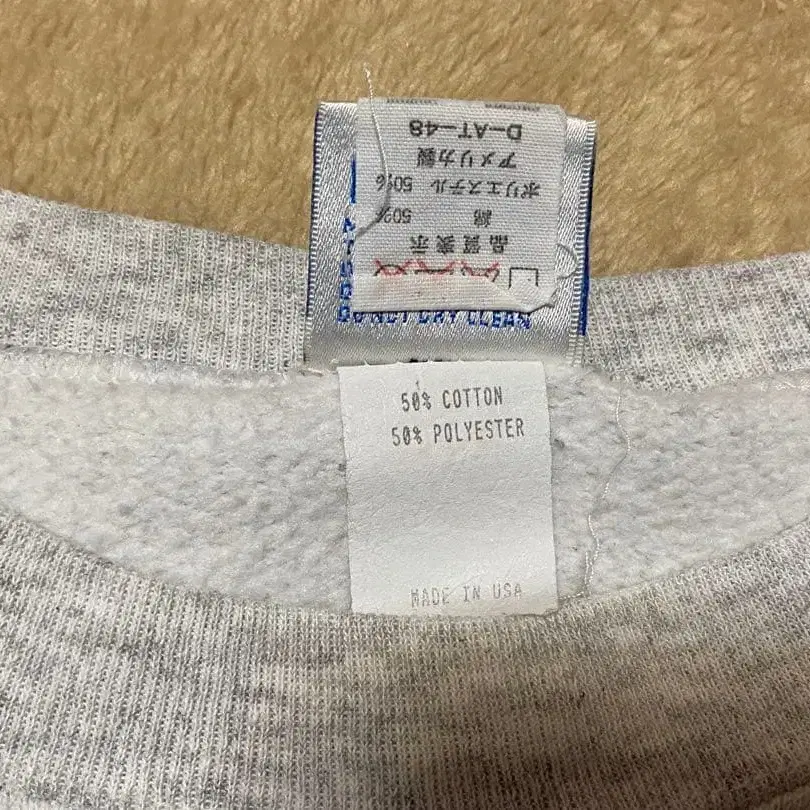 品質表示
綿 50%
ポリエステル 50%
アメリカ製
D-AT-48
DO NOT DRY CLEAN
50% COTTON
50% POLYESTER
MADE IN USA